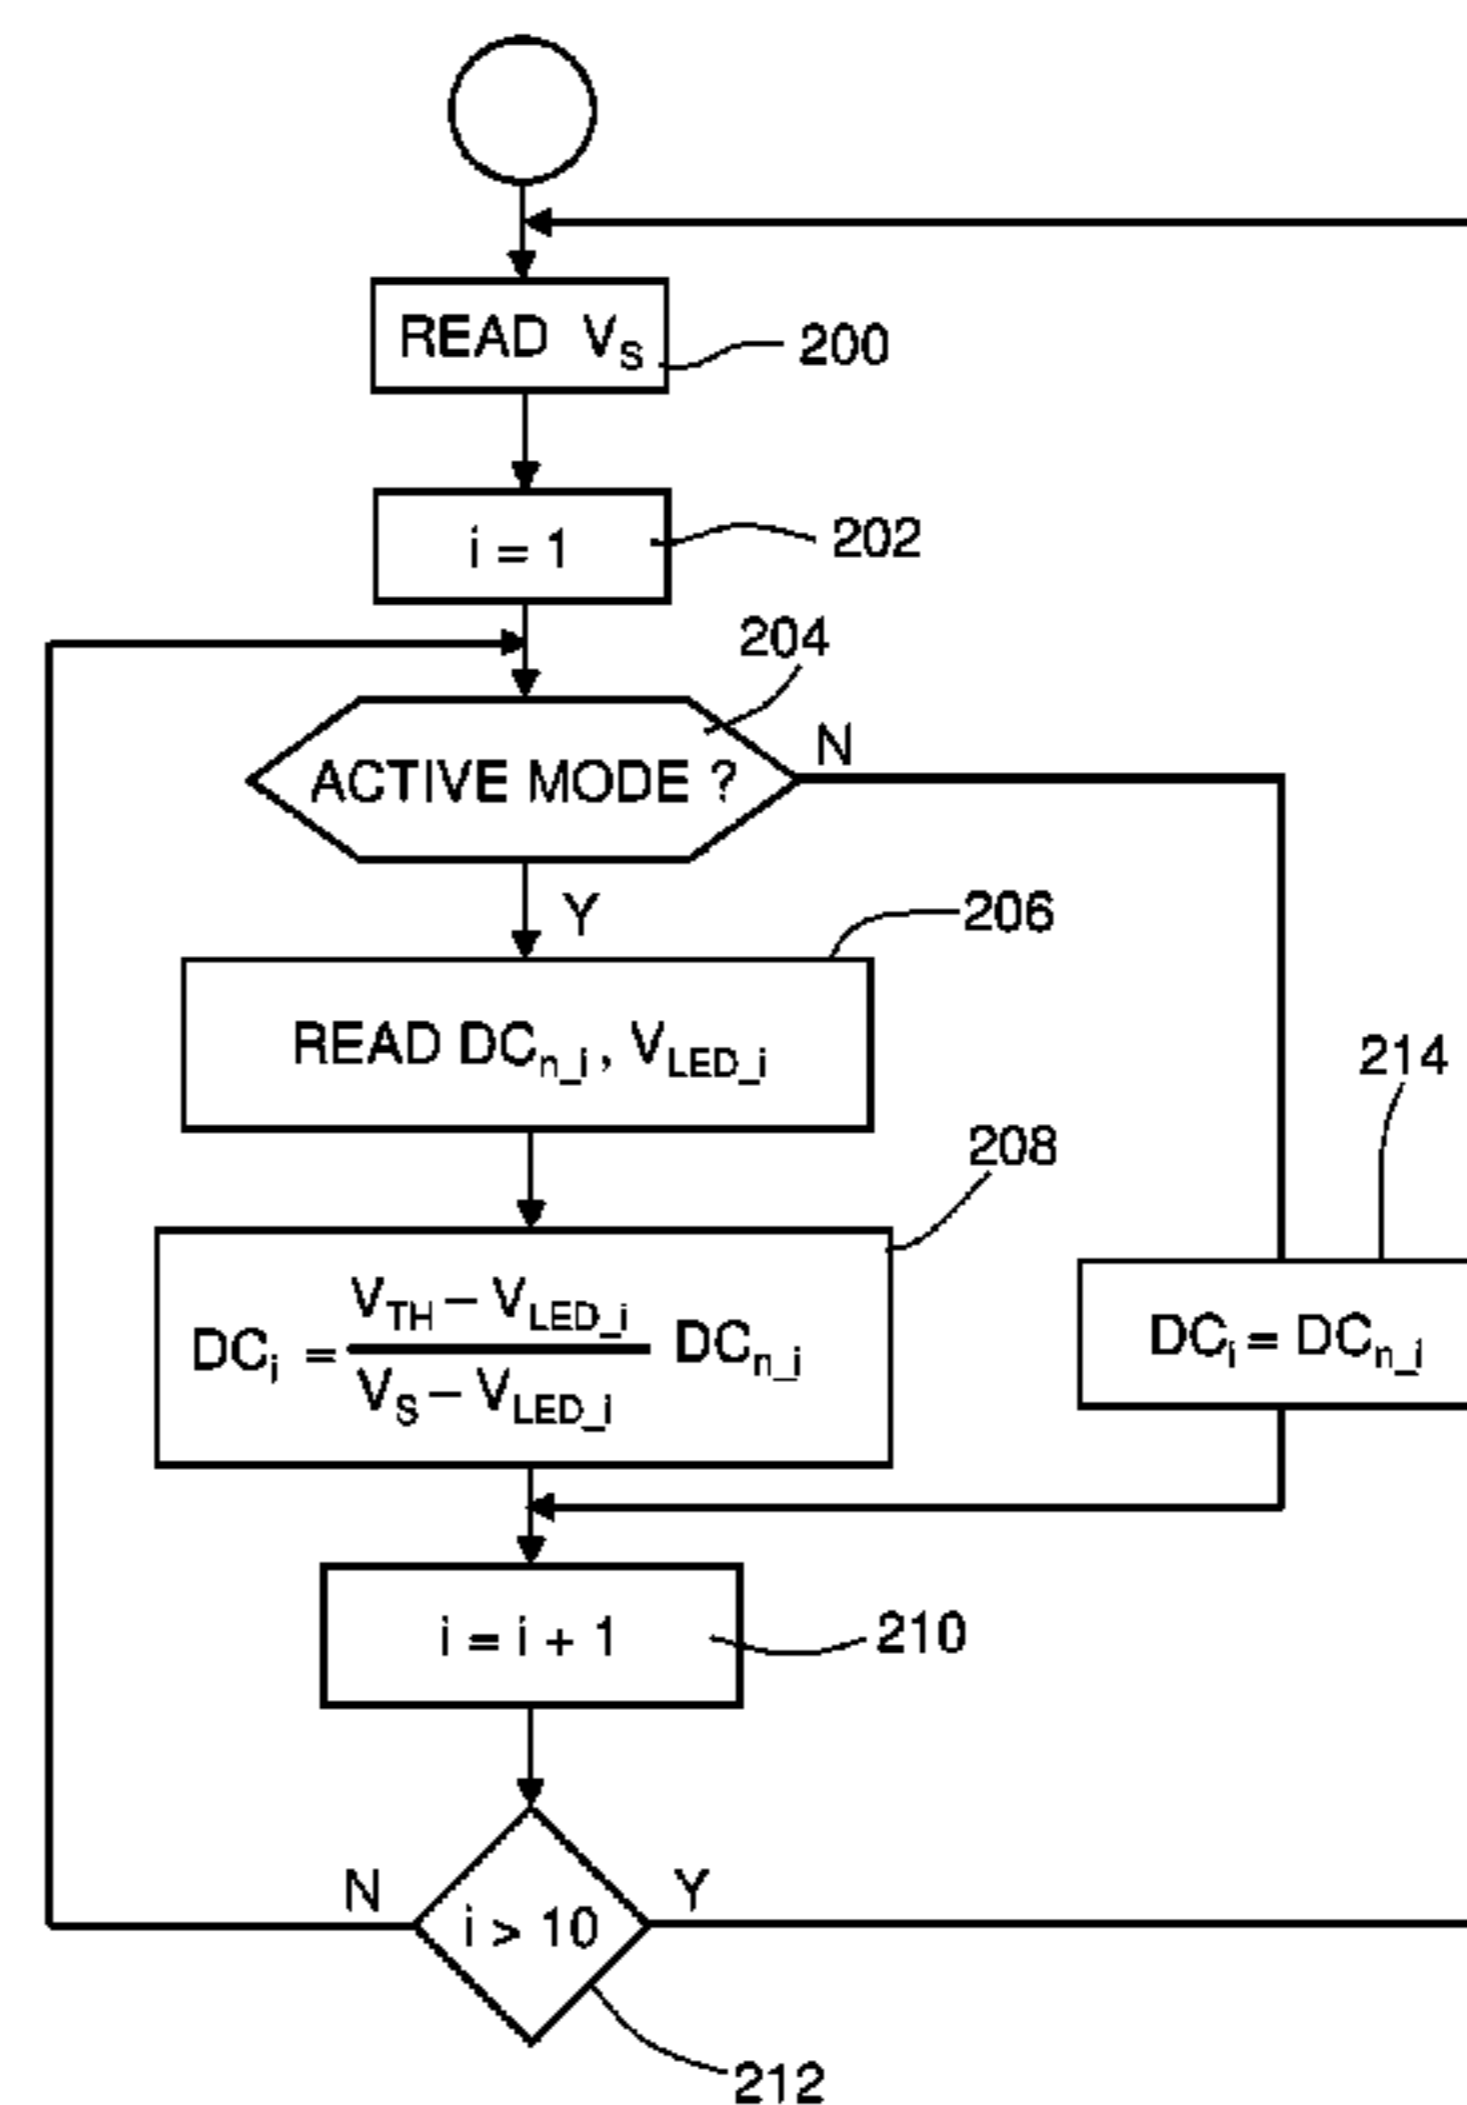 READ V_S
200
i = 1
202
204
ACTIVE MODE ?
N
Y
206
READ DC_n_i, V_LED_i
214
208
DC_i = (V_TH – V_LED_i) / (V_S – V_LED_i) DC_n_i
DC_i = DC_n_i
i = i + 1
210
N
Y
i > 10
212